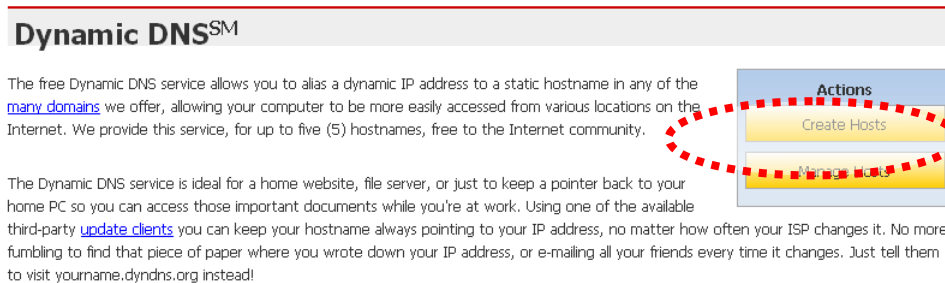 Dynamic DNSSM
The free Dynamic DNS service allows you to alias a dynamic IP address to a static hostname in any of the
many domains we offer, allowing your computer to be more easily accessed from various locations on the
Internet. We provide this service, for up to five (5) hostnames, free to the Internet community.
The Dynamic DNS service is ideal for a home website, file server, or just to keep a pointer back to your
home PC so you can access those important documents while you're at work. Using one of the available
third-party update clients you can keep your hostname always pointing to your IP address, no matter how often your ISP changes it. No more
fumbling to find that piece of paper where you wrote down your IP address, or e-mailing all your friends every time it changes. Just tell them
to visit yourname.dyndns.org instead!
Actions
Create Hosts
Manage Hosts